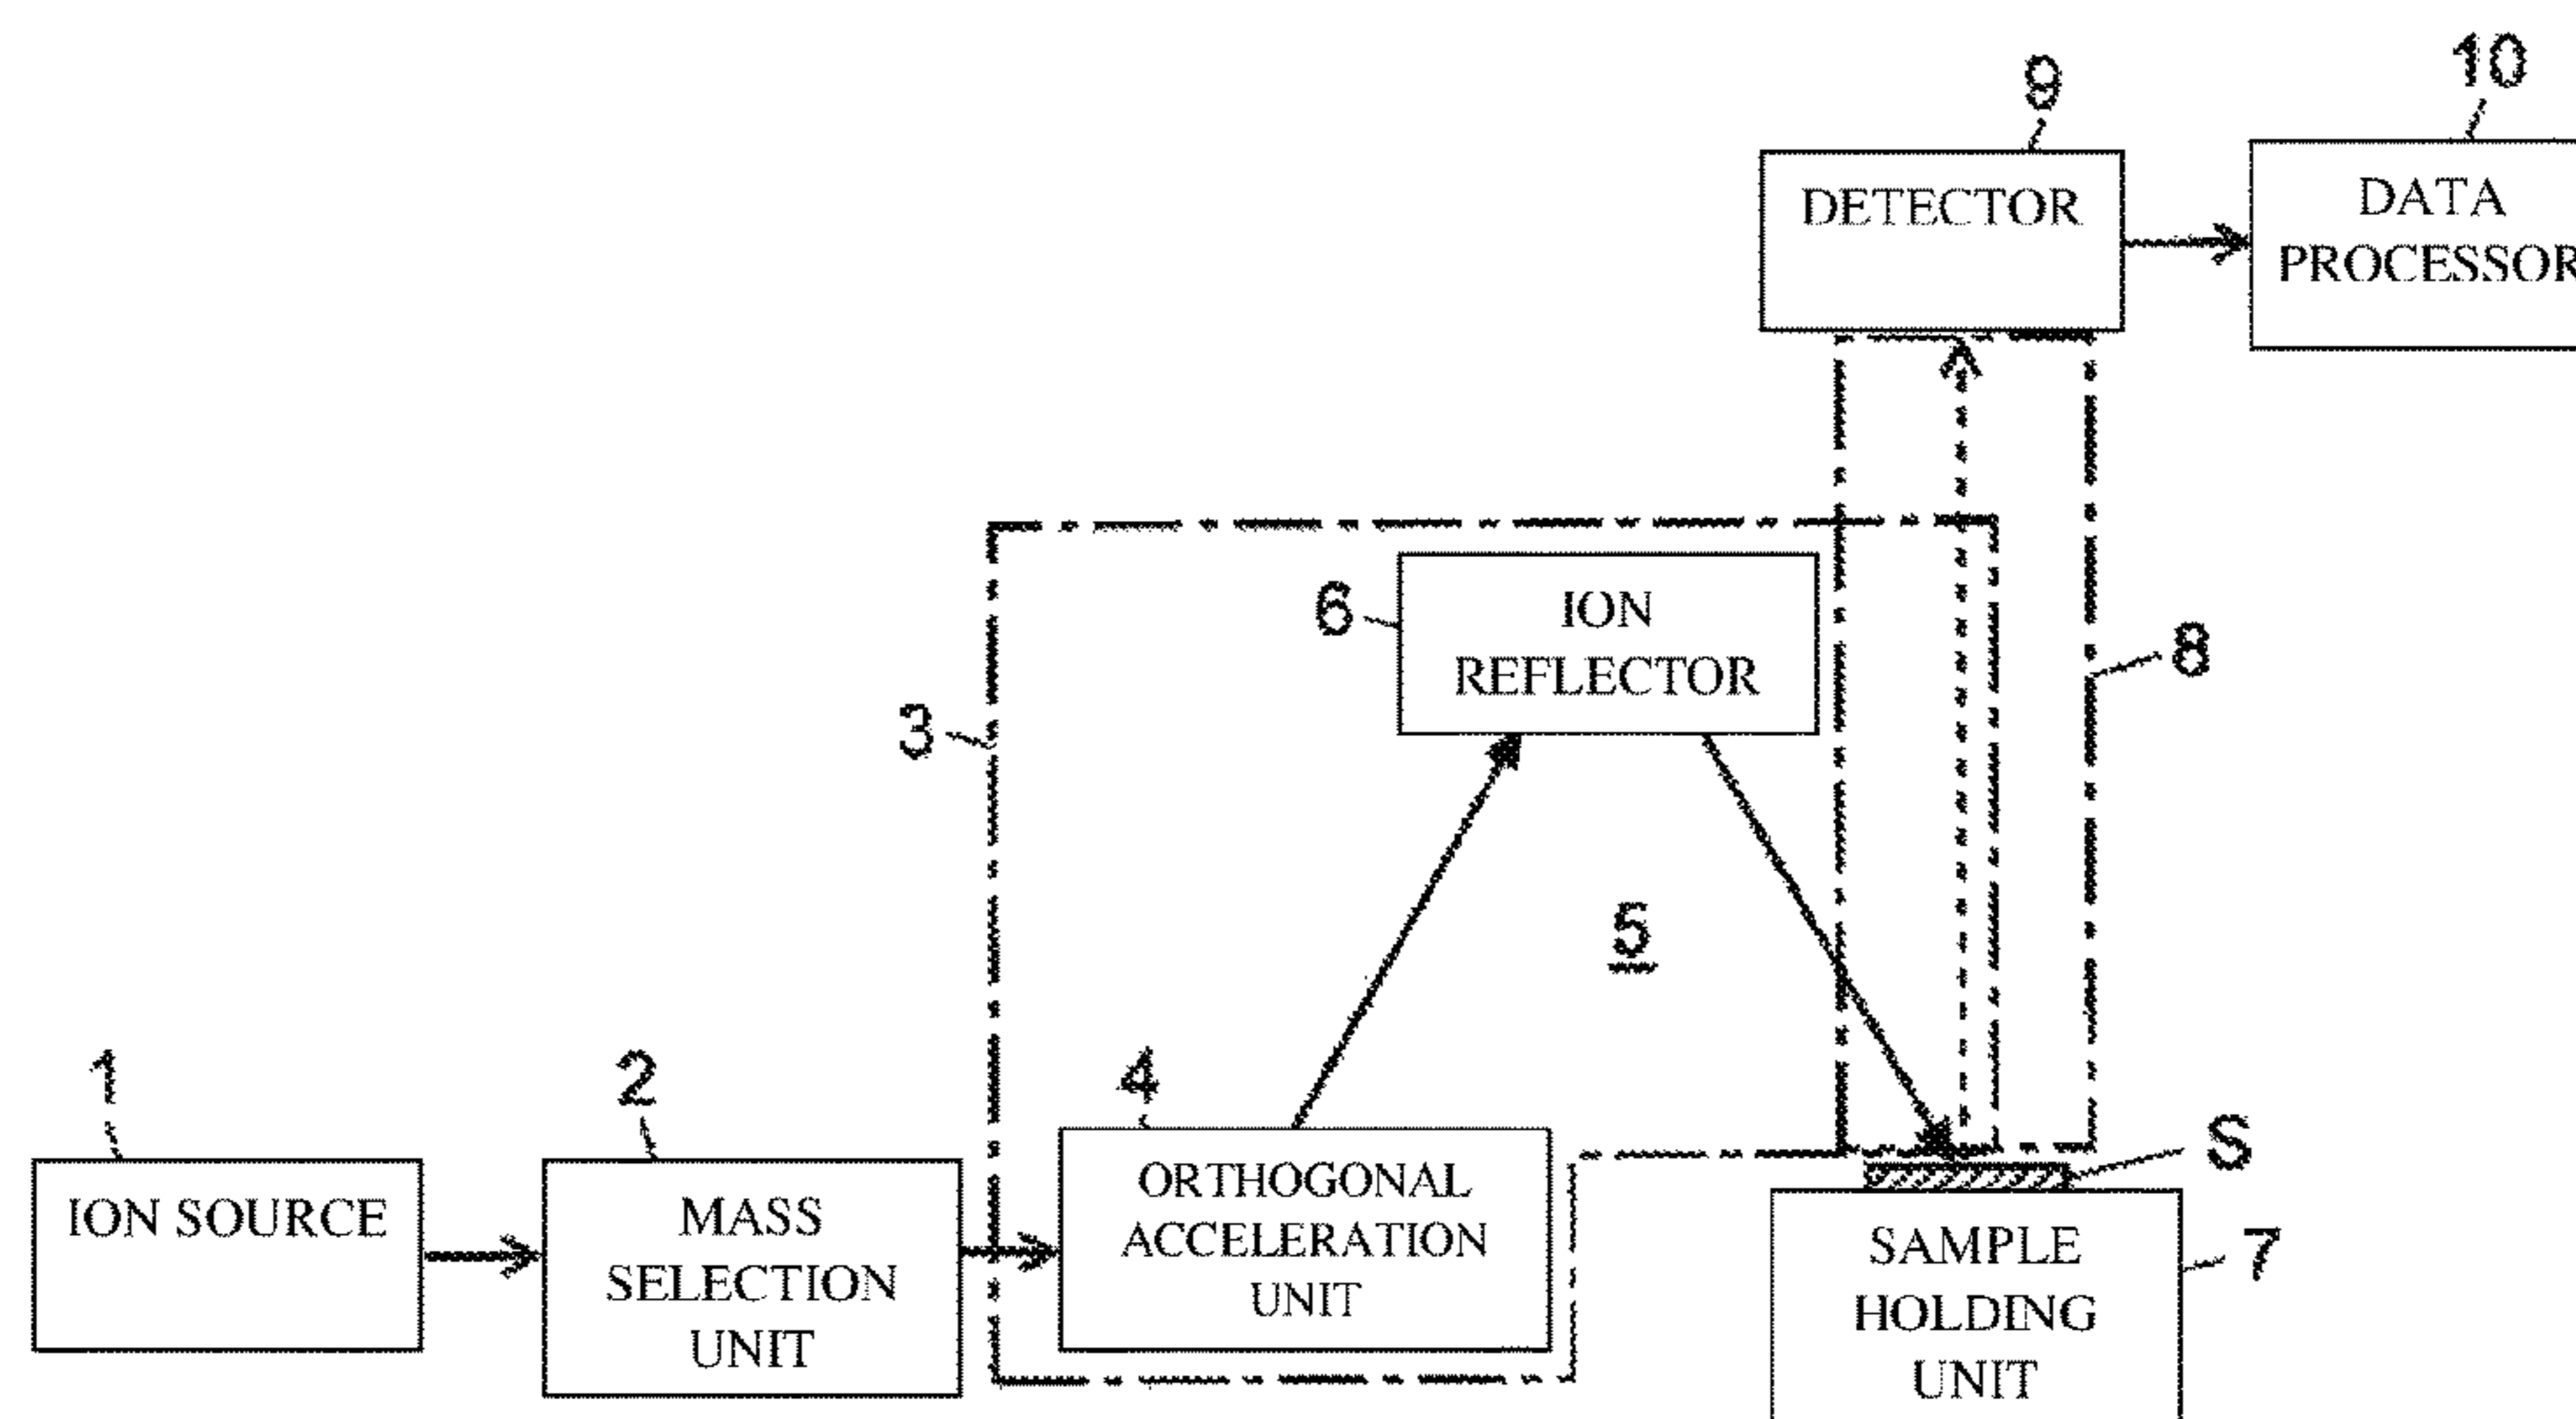 10
9
DETECTOR
DATA
PROCESSOR
6
ION
REFLECTOR
8
3
5
1
2
4
S
ION SOURCE
MASS
SELECTION
UNIT
ORTHOGONAL
ACCELERATION
UNIT
SAMPLE
HOLDING
UNIT
7